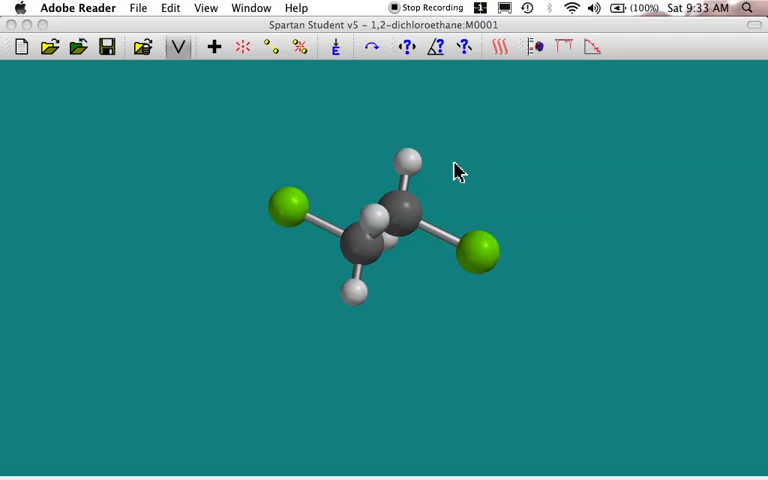 Adobe Reader File Edit View Window Help Stop Recording 1 (100%) Sat 9:33 AM
Spartan Student v5 - 1,2-dichloroethane:M0001
V E ? ? ?